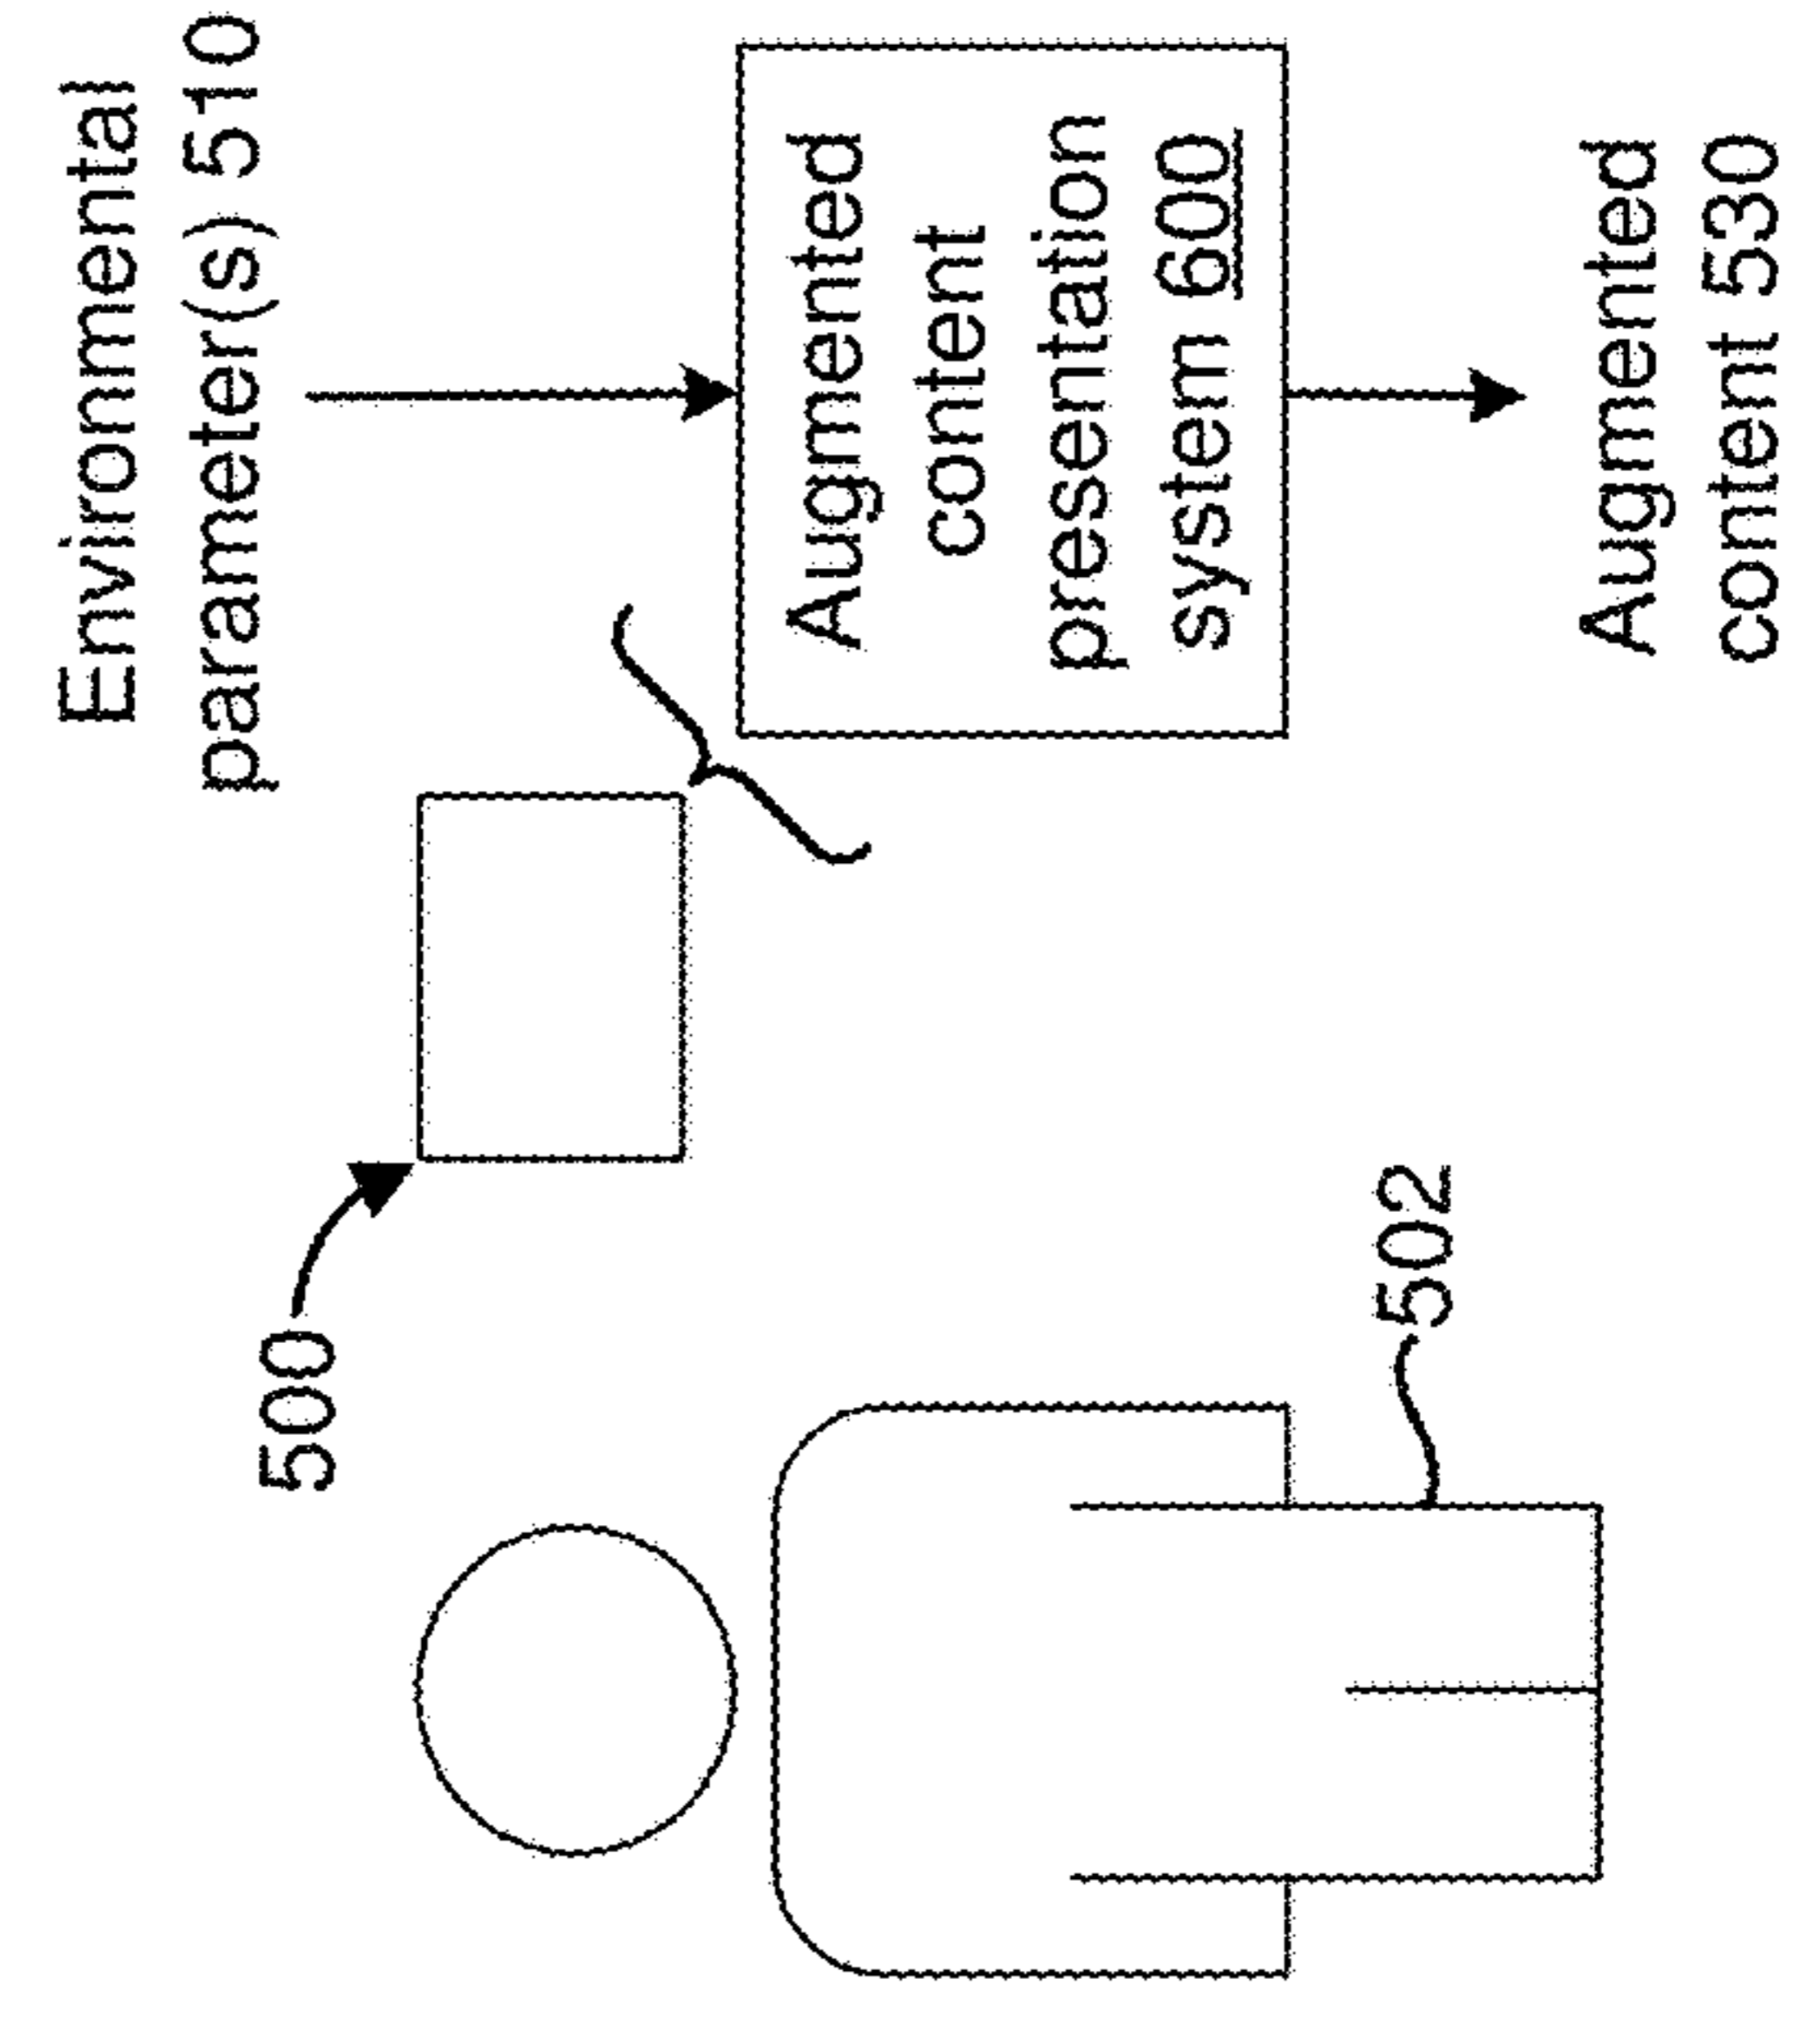 Environmental
parameter(s) 510
500
Augmented
content
presentation
system 600
502
Augmented
content 530